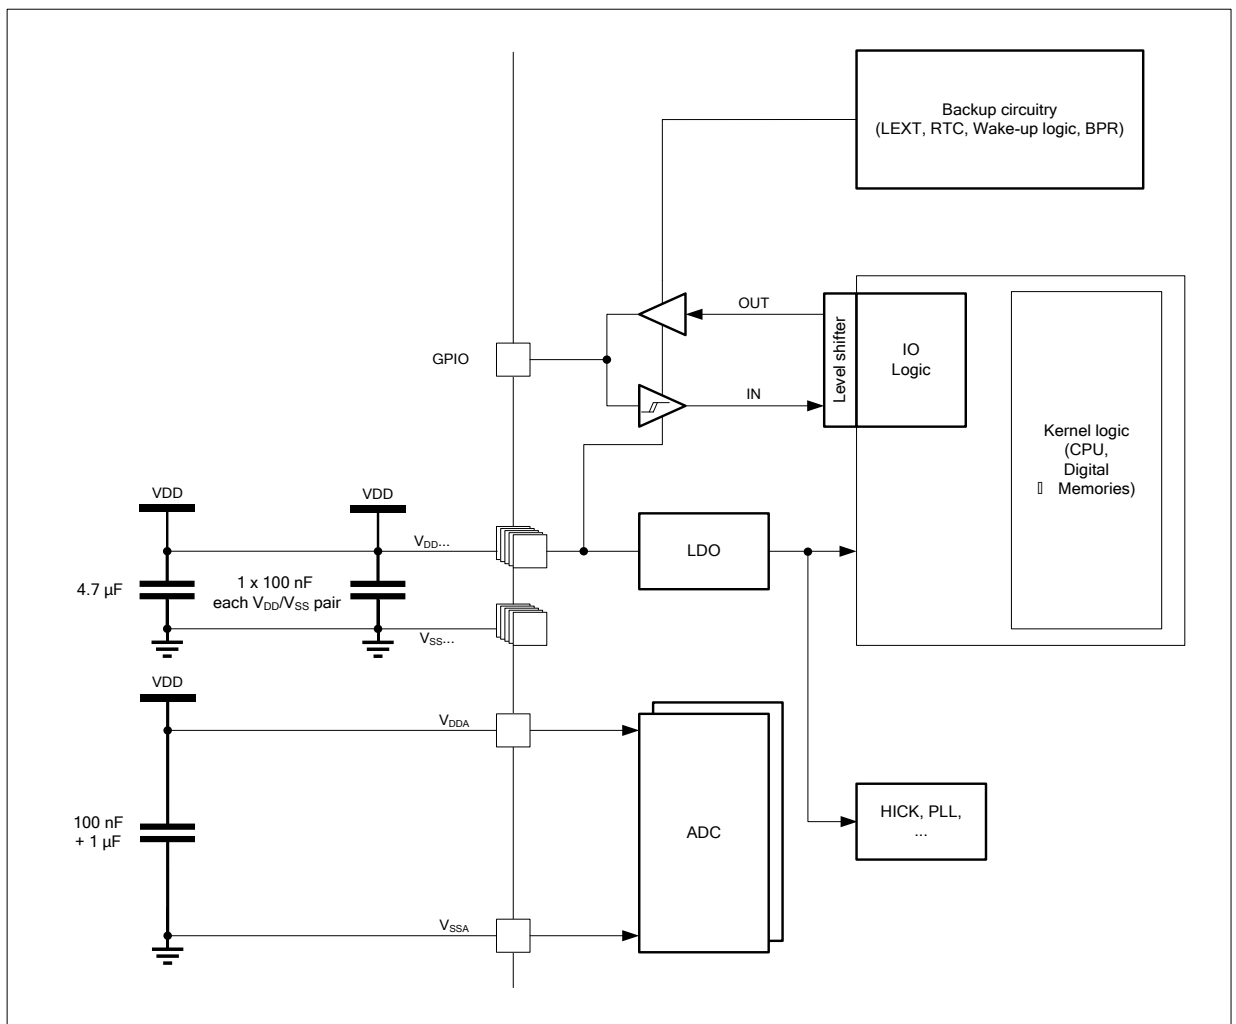 Backup circuitry
(LEXT, RTC, Wake-up logic, BPR)
OUT
Level shifter
IO
Logic
GPIO
IN
Kernel logic
(CPU,
Digital
▯ Memories)
VDD
VDD
VDD...
LDO
4.7 µF
1 x 100 nF
each VDD/VSS pair
VSS...
VDD
VDDA
100 nF
+ 1 µF
ADC
HICK, PLL,
...
VSSA